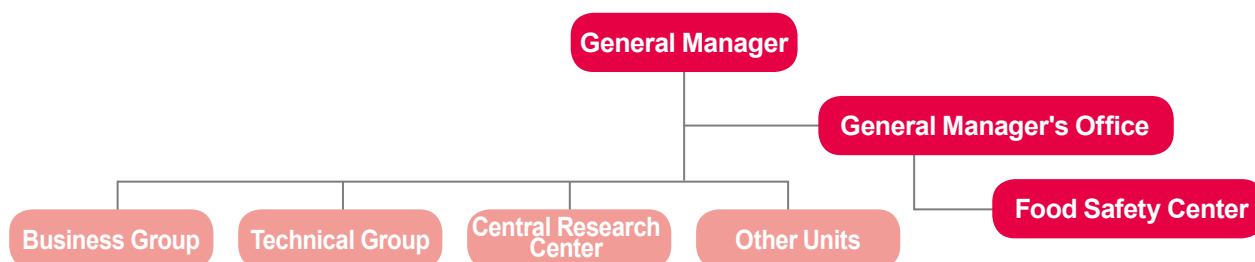 General Manager
General Manager's Office
Food Safety Center
Business Group
Technical Group
Central Research
Center
Other Units